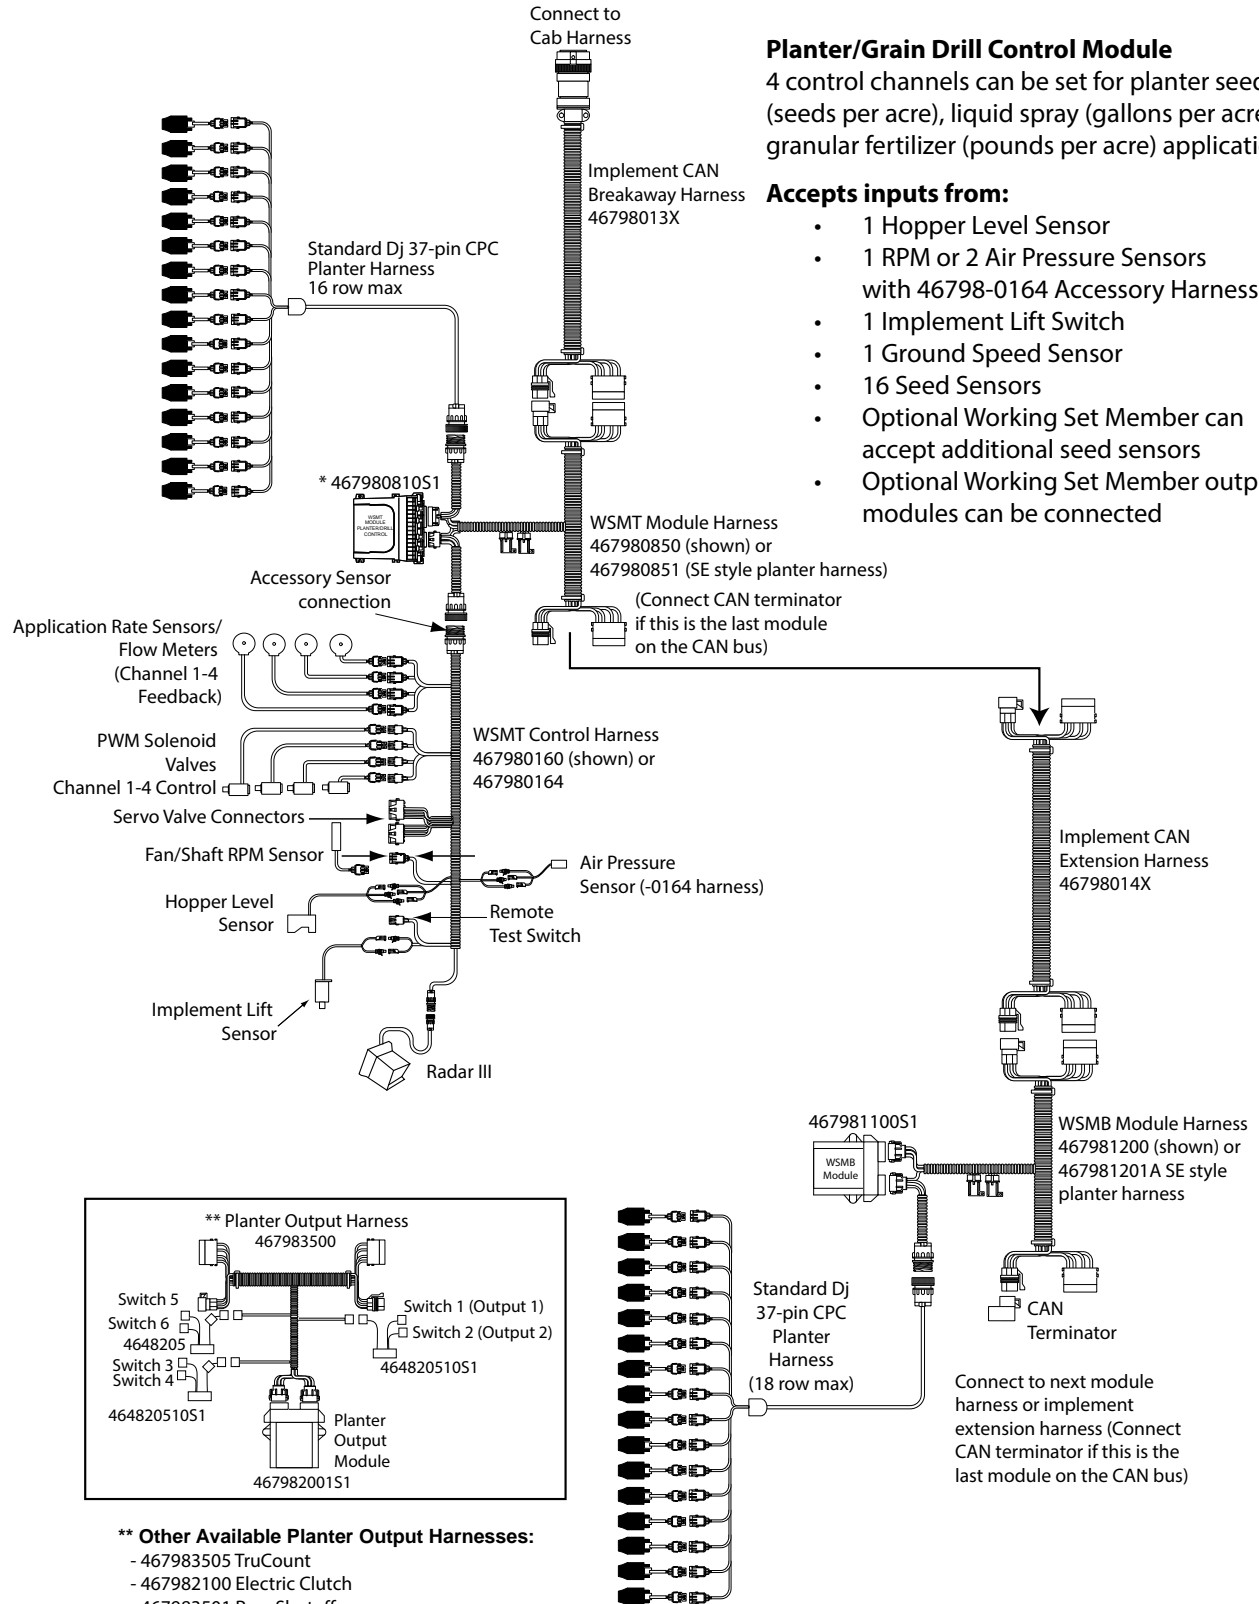 Connect to
Cab Harness
Planter/Grain Drill Control Module
4 control channels can be set for planter seed
(seeds per acre), liquid spray (gallons per acre
granular fertilizer (pounds per acre)
Accepts inputs from:
• 1 Hopper Level Sensor
• 1 RPM or 2 Air Pressure Sensors
with 46798-0164 Accessory Harness
• 1 Implement Lift Switch
• 1 Ground Speed Sensor
• 16 Seed Sensors
• Optional Working Set Member can
accept additional seed sensors
• Optional Working Set Member
modules can be connected
Implement CAN
Breakaway Harness
46798013X
Standard Dj 37-pin CPC
Planter Harness
16 row max
* 467980810S1
WSMT
MODULE
PLANTER/DRILL
CONTROL
WSMT Module Harness
467980850 (shown) or
467980851 (SE style planter harness)
(Connect CAN terminator
if this is the last module
on the CAN bus)
Accessory Sensor
connection
Application Rate Sensors/
Flow Meters
(Channel 1-4
Feedback)
PWM Solenoid
Valves
Channel 1-4 Control
WSMT Control Harness
467980160 (shown) or
467980164
Servo Valve Connectors
Fan/Shaft RPM Sensor
Air Pressure
Sensor (-0164 harness)
Hopper Level
Sensor
Remote
Test Switch
Implement Lift
Sensor
Radar III
Implement CAN
Extension Harness
46798014X
467981100S1
WSMB
Module
WSMB Module Harness
467981200 (shown) or
467981201A SE style
planter harness
CAN
Terminator
Standard Dj
37-pin CPC
Planter
Harness
(18 row max)
Connect to next module
harness or implement
extension harness (Connect
CAN terminator if this is the
last module on the CAN bus)
** Planter Output Harness
467983500
Switch 5
Switch 6
4648205
Switch 3
Switch 4
464820510S1
Switch 1 (Output 1)
Switch 2 (Output 2)
464820510S1
Planter
Output
Module
467982001S1
** Other Available Planter Output Harnesses:
- 467983505 TruCount
- 467982100 Electric Clutch